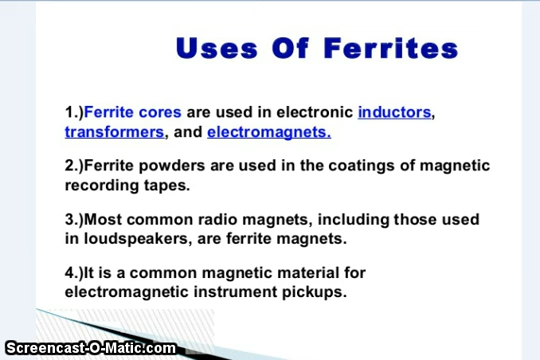 Uses Of Ferrites
1.)Ferrite cores are used in electronic inductors,
transformers, and electromagnets.
2.)Ferrite powders are used in the coatings of magnetic
recording tapes.
3.)Most common radio magnets, including those used
in loudspeakers, are ferrite magnets.
4.)It is a common magnetic material for
electromagnetic instrument pickups.
Screencast-O-Matic.com